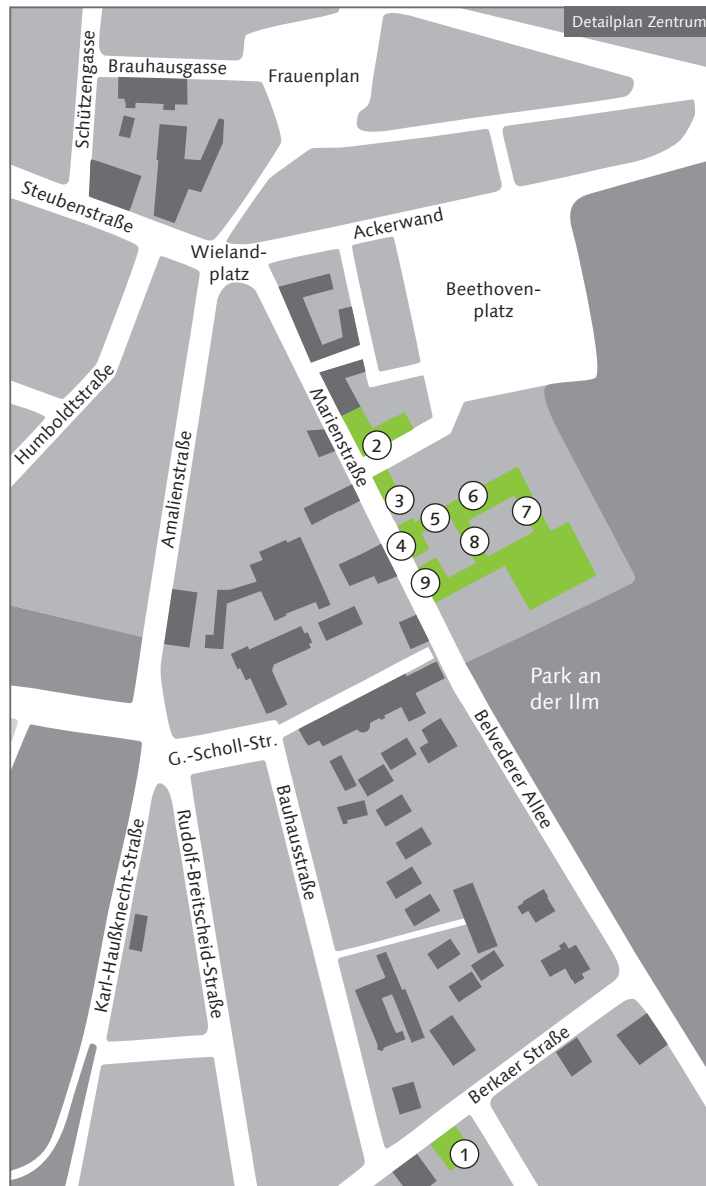 Detailplan Zentrum
Schützengasse
Brauhausgasse
Frauenplan
Steubenstraße
Wieland-
platz
Ackerwand
Beethoven-
platz
Humboldtstraße
Amalienstraße
Marienstraße
2
3
5
6
7
4
8
9
Park an
der Ilm
G.-Scholl-Str.
Belvederer Allee
Bauhausstraße
Rudolf-Breitscheid-Straße
Karl-Haußknecht-Straße
Berkaer Straße
1